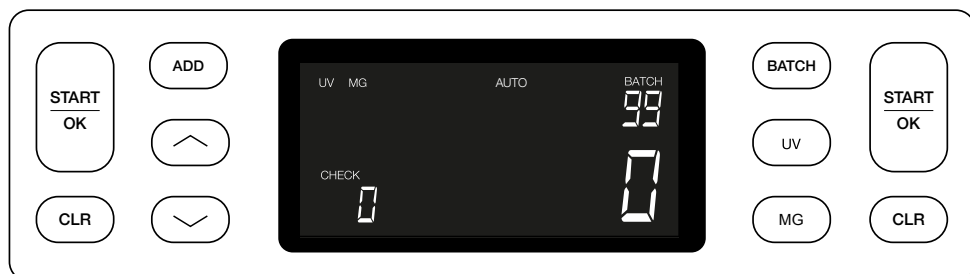 START
OK
CLR
ADD
UV MG AUTO BATCH
99
CHECK
0
0
BATCH
UV
MG
START
OK
CLR